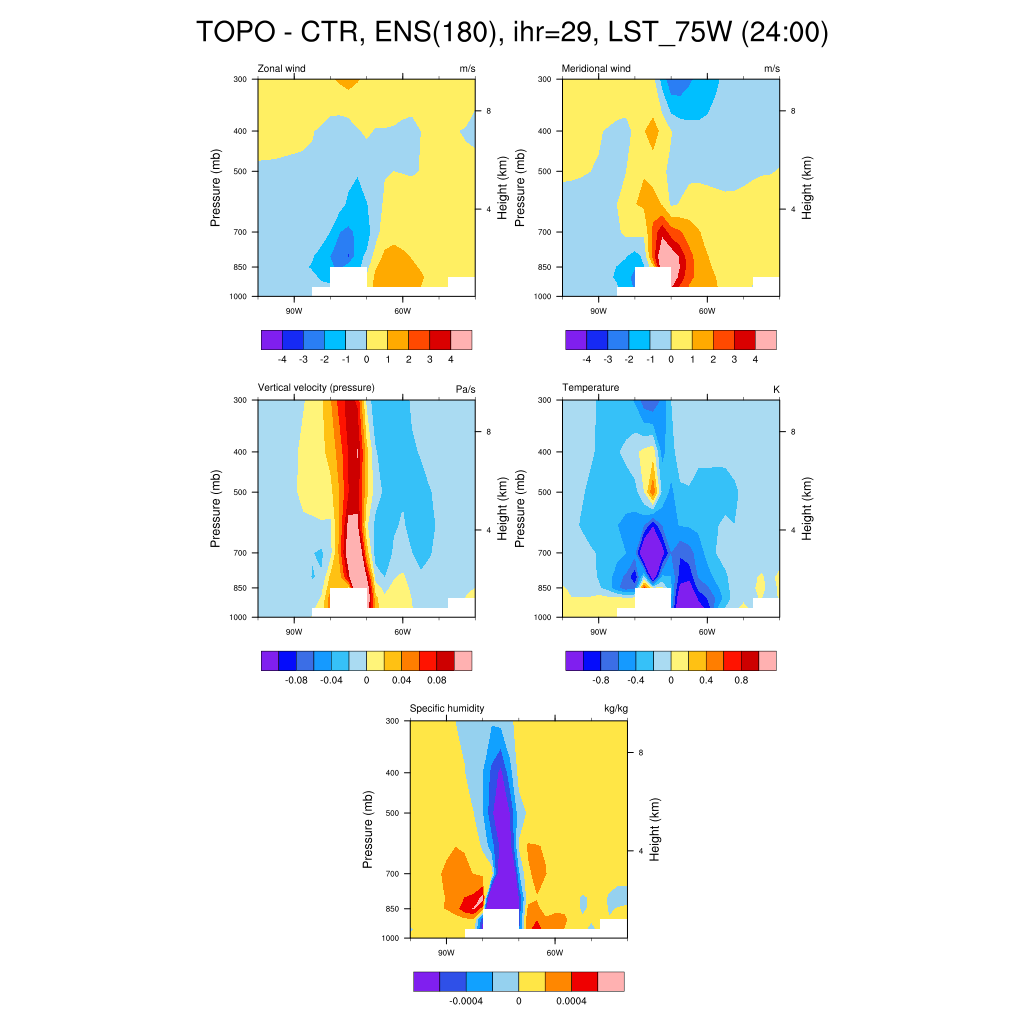 TOPO - CTR, ENS(180), ihr=29, LST_75W (24:00)
Zonal wind m/s
300
400
500
700
850
1000
Pressure (mb)
8
4
Height (km)
90W 60W
-4 -3 -2 -1 0 1 2 3 4
Meridional wind m/s
300
400
500
700
850
1000
Pressure (mb)
8
4
Height (km)
90W 60W
-4 -3 -2 -1 0 1 2 3 4
Vertical velocity (pressure) Pa/s
300
400
500
700
850
1000
Pressure (mb)
8
4
Height (km)
90W 60W
-0.08 -0.04 0 0.04 0.08
Temperature K
300
400
500
700
850
1000
Pressure (mb)
8
4
Height (km)
90W 60W
-0.8 -0.4 0 0.4 0.8
Specific humidity kg/kg
300
400
500
700
850
1000
Pressure (mb)
8
4
Height (km)
90W 60W
-0.0004 0 0.0004